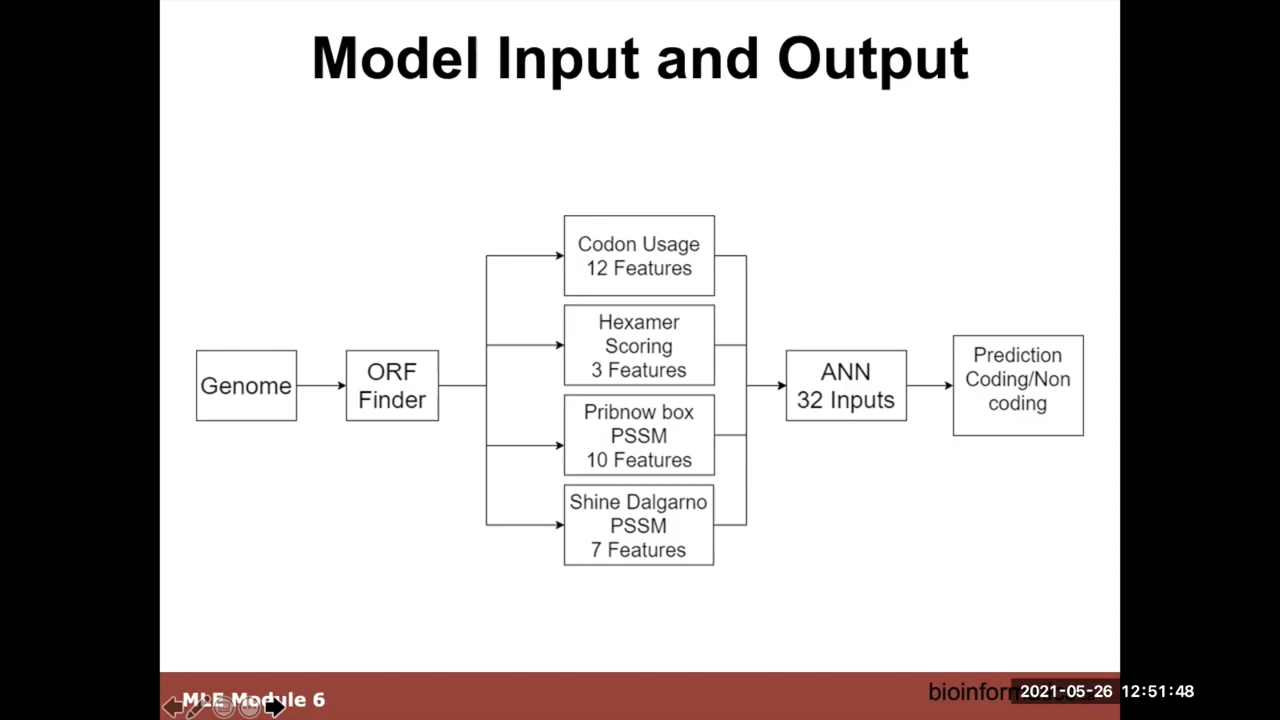 Model Input and Output
Genome
ORF
Finder
Codon Usage
12 Features
Hexamer
Scoring
3 Features
Pribnow box
PSSM
10 Features
Shine Dalgarno
PSSM
7 Features
ANN
32 Inputs
Prediction
Coding/Non
coding
MLE Module 6
2021-05-26 12:51:48